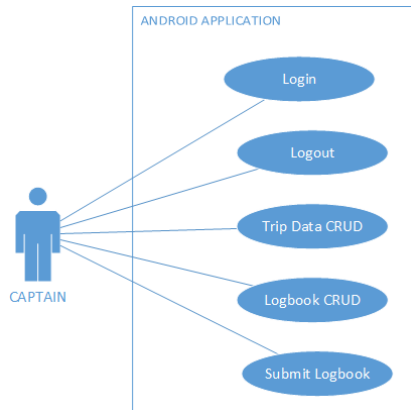 ANDROID APPLICATION
Login
Logout
Trip Data CRUD
CAPTAIN
Logbook CRUD
Submit Logbook